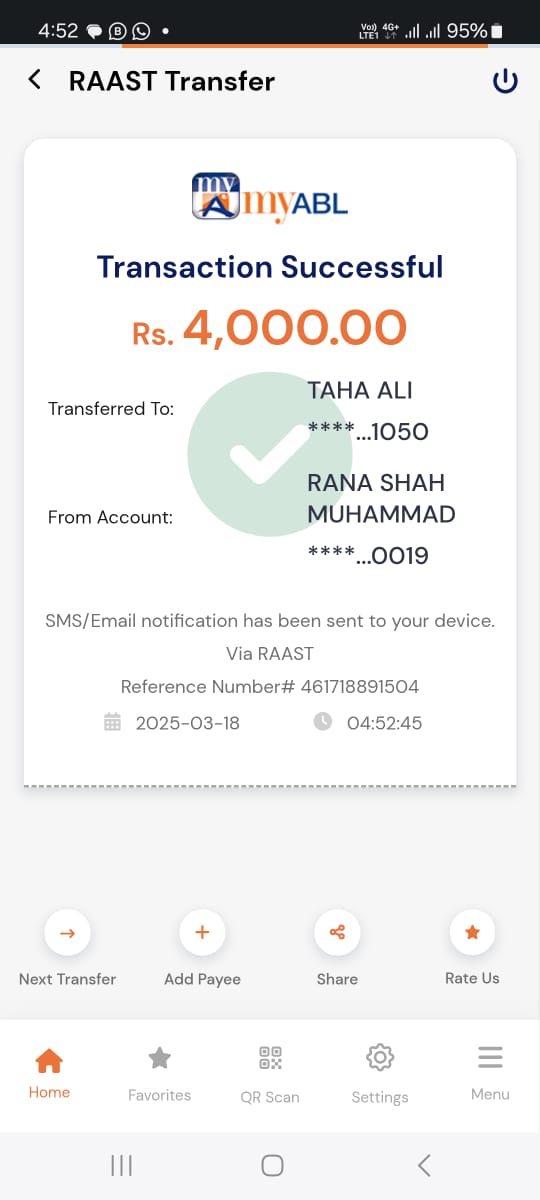 4:52
Vo)) 4G+
LTE1
95%
RAAST Transfer
my
myABL
Transaction Successful
Rs. 4,000.00
Transferred To:
TAHA ALI
****...1050
From Account:
RANA SHAH
MUHAMMAD
****...0019
SMS/Email notification has been sent to your device.
Via RAAST
Reference Number# 461718891504
2025-03-18 04:52:45
Next Transfer Add Payee Share Rate Us
Home Favorites QR Scan Settings Menu